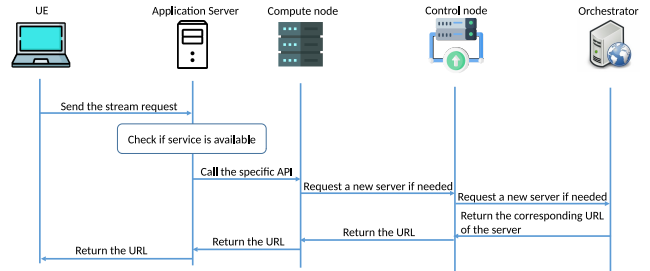 UE
Application Server
Compute node
Control node
Orchestrator
Send the stream request
Check if service is available
Call the specific API
Request a new server if needed
Request a new server if needed
Return the corresponding URL
of the server
Return the URL
Return the URL
Return the URL